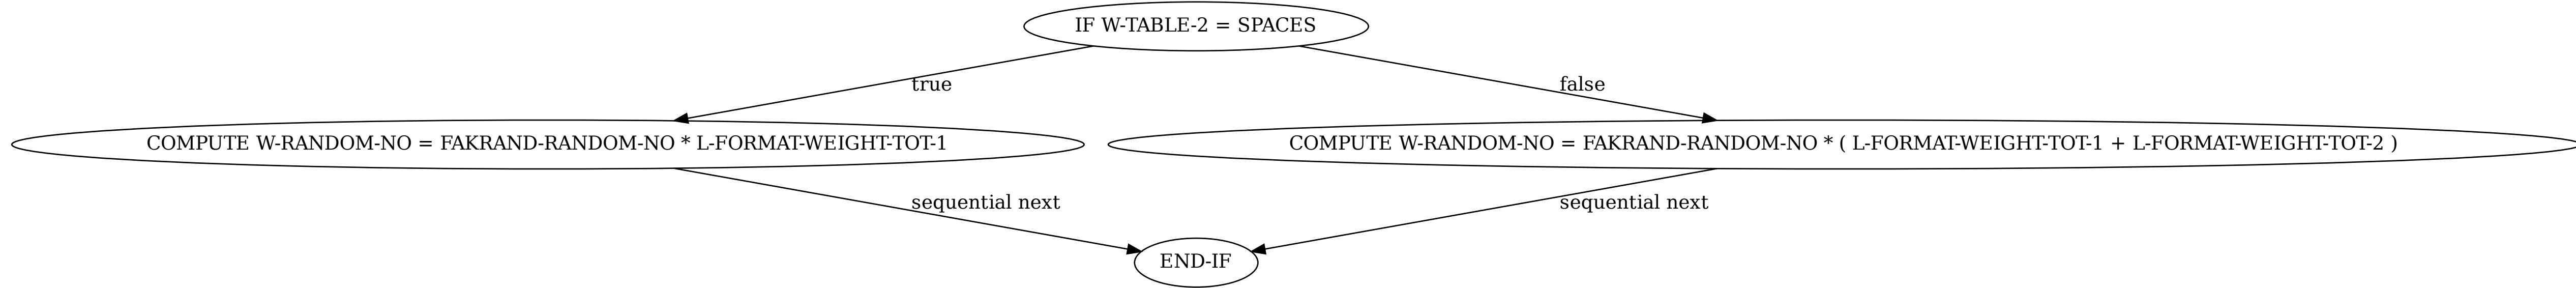 IF W-TABLE-2 = SPACES
true
false
COMPUTE W-RANDOM-NO = FAKRAND-RANDOM-NO * L-FORMAT-WEIGHT-TOT-1
COMPUTE W-RANDOM-NO = FAKRAND-RANDOM-NO * ( L-FORMAT-WEIGHT-TOT-1 + L-FORMAT-WEIGHT-TOT-2 )
sequential next
sequential next
END-IF